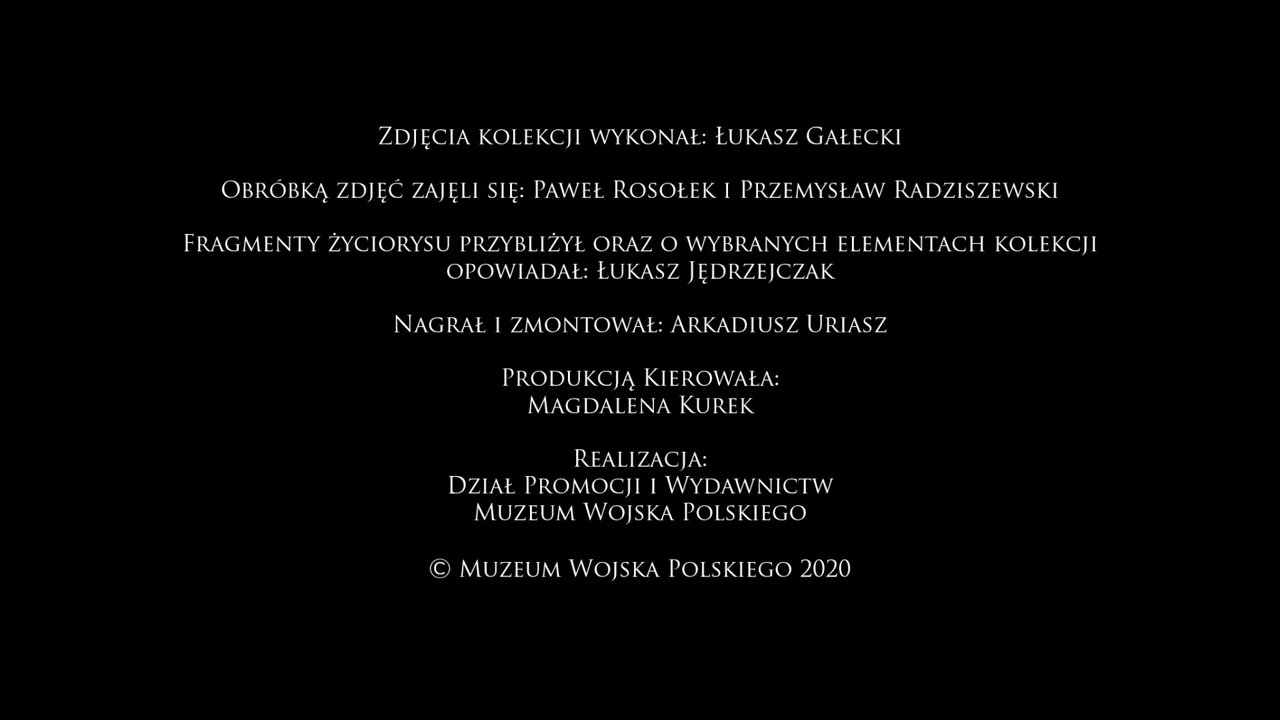 Zdjęcia kolekcji wykonał: Łukasz Gałecki
Obróbką zdjęć zajęli się: Paweł Rosołek i Przemysław Radziszewski
Fragmenty życiorysu przybliżył oraz o wybranych elementach kolekcji
opowiadał: Łukasz Jędrzejczak
Nagrał i zmontował: Arkadiusz Uriasz
Produkcją Kierowała:
Magdalena Kurek
Realizacja:
Dział Promocji i Wydawnictw
Muzeum Wojska Polskiego
© Muzeum Wojska Polskiego 2020